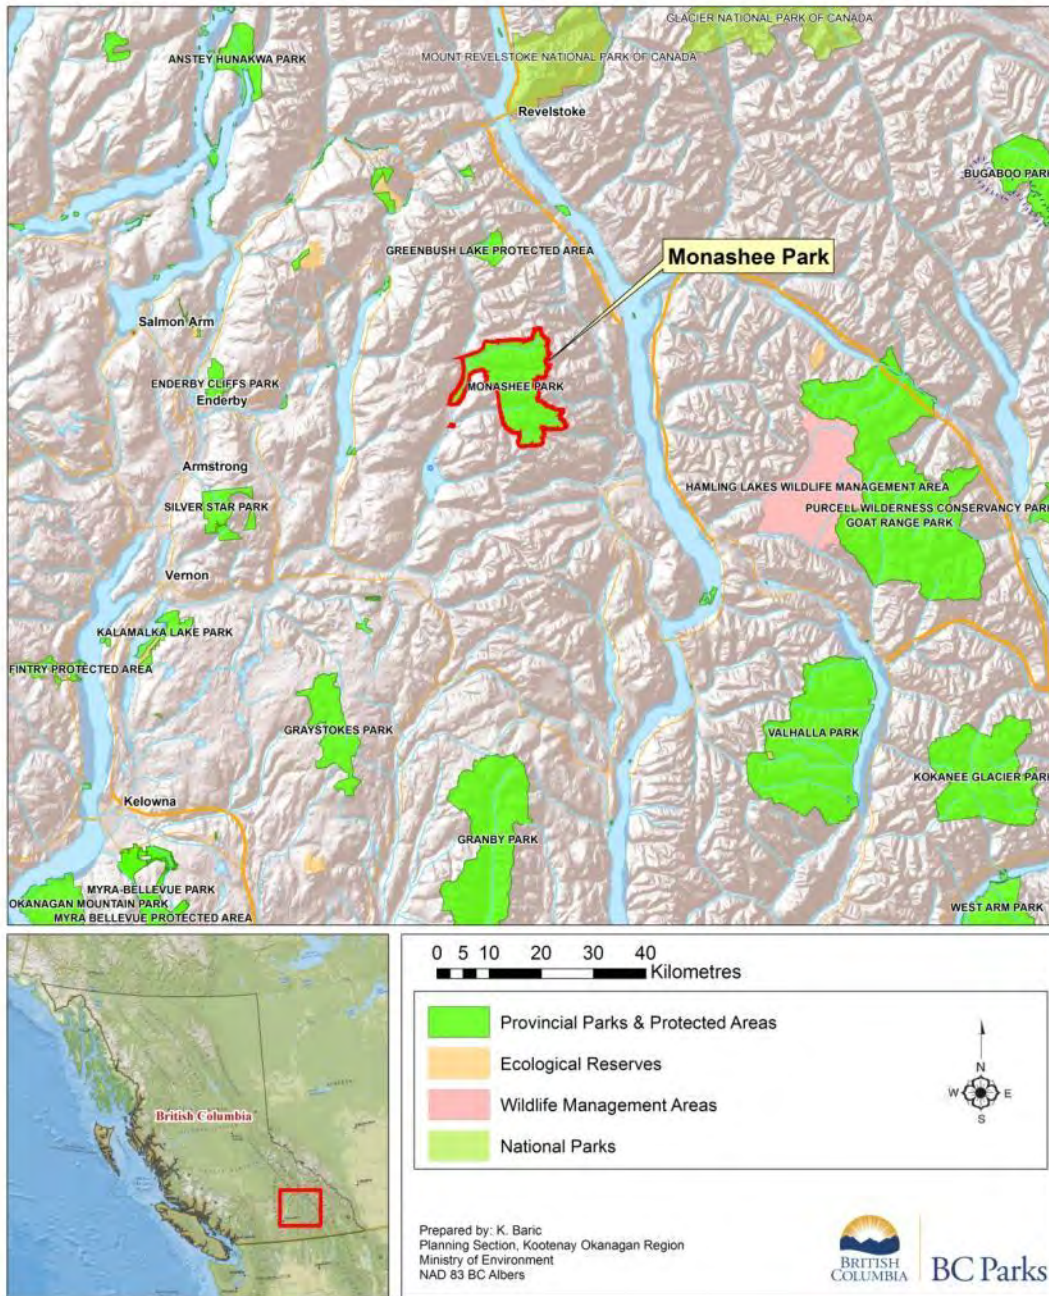 GLACIER NATIONAL PARK OF CANADA
ANSTEY HUNAKWA PARK
MOUNT REVELSTOKE NATIONAL PARK OF CANADA
Revelstoke
BUGABOO PARK
GREENBUSH LAKE PROTECTED AREA
Monashee Park
Salmon Arm
ENDERBY CLIFFS PARK
MONASHEE PARK
Enderby
Armstrong
HAMLING LAKES WILDLIFE MANAGEMENT AREA
SILVER STAR PARK
PURCELL WILDERNESS CONSERVANCY PARK
GOAT RANGE PARK
Vernon
KALAMALKA LAKE PARK
FINTRY PROTECTED AREA
GRAYSTOKES PARK
VALHALLA PARK
KOKANEE GLACIER PARK
Kelowna
GRANBY PARK
MYRA-BELLEVUE PARK
OKANAGAN MOUNTAIN PARK
WEST ARM PARK
MYRA BELLEVUE PROTECTED AREA
British Columbia
0 5 10 20 30 40
Kilometres
Provincial Parks & Protected Areas
Ecological Reserves
Wildlife Management Areas
National Parks
N
W E
S
Prepared by: K. Baric
Planning Section, Kootenay Okanagan Region
Ministry of Environment
NAD 83 BC Albers
BRITISH
COLUMBIA
BC Parks